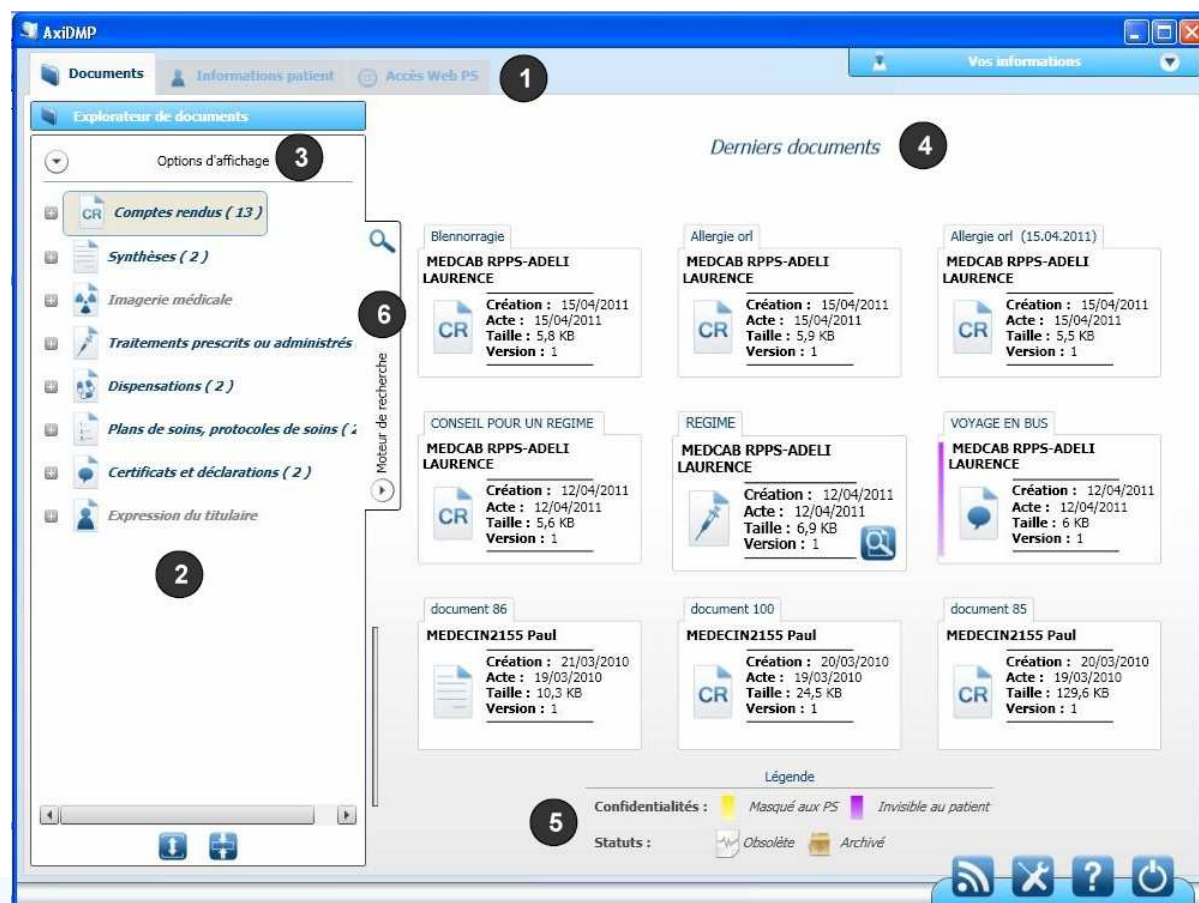 AxiDMP
Documents
Informations patient
Accès Web PS
1
Vos informations
Explorateur de documents
Options d'affichage
3
Comptes rendus ( 13 )
Synthèses ( 2 )
Imagerie médicale
Traitements prescrits ou administrés
Dispensations ( 2 )
Plans de soins, protocoles de soins ( 2
Certificats et déclarations ( 2 )
Expression du titulaire
2
6
Moteur de recherche
Derniers documents
4
Blennorragie
MEDCAB RPPS-ADELI
LAURENCE
CR
Création : 15/04/2011
Acte : 15/04/2011
Taille : 5,8 KB
Version : 1
Allergie orl
MEDCAB RPPS-ADELI
LAURENCE
CR
Création : 15/04/2011
Acte : 15/04/2011
Taille : 5,9 KB
Version : 1
Allergie orl (15.04.2011)
MEDCAB RPPS-ADELI
LAURENCE
CR
Création : 15/04/2011
Acte : 15/04/2011
Taille : 5,5 KB
Version : 1
CONSEIL POUR UN REGIME
MEDCAB RPPS-ADELI
LAURENCE
CR
Création : 12/04/2011
Acte : 12/04/2011
Taille : 5,6 KB
Version : 1
REGIME
MEDCAB RPPS-ADELI
LAURENCE
Création : 12/04/2011
Acte : 12/04/2011
Taille : 6,9 KB
Version : 1
VOYAGE EN BUS
MEDCAB RPPS-ADELI
LAURENCE
Création : 12/04/2011
Acte : 12/04/2011
Taille : 6 KB
Version : 1
document 86
MEDECIN2155 Paul
Création : 21/03/2010
Acte : 19/03/2010
Taille : 10,3 KB
Version : 1
document 100
MEDECIN2155 Paul
CR
Création : 20/03/2010
Acte : 19/03/2010
Taille : 24,5 KB
Version : 1
document 85
MEDECIN2155 Paul
CR
Création : 20/03/2010
Acte : 19/03/2010
Taille : 129,6 KB
Version : 1
Légende
5
Confidentialités : Masqué aux PS Invisible au patient
Statuts : Obsolète Archivé
?